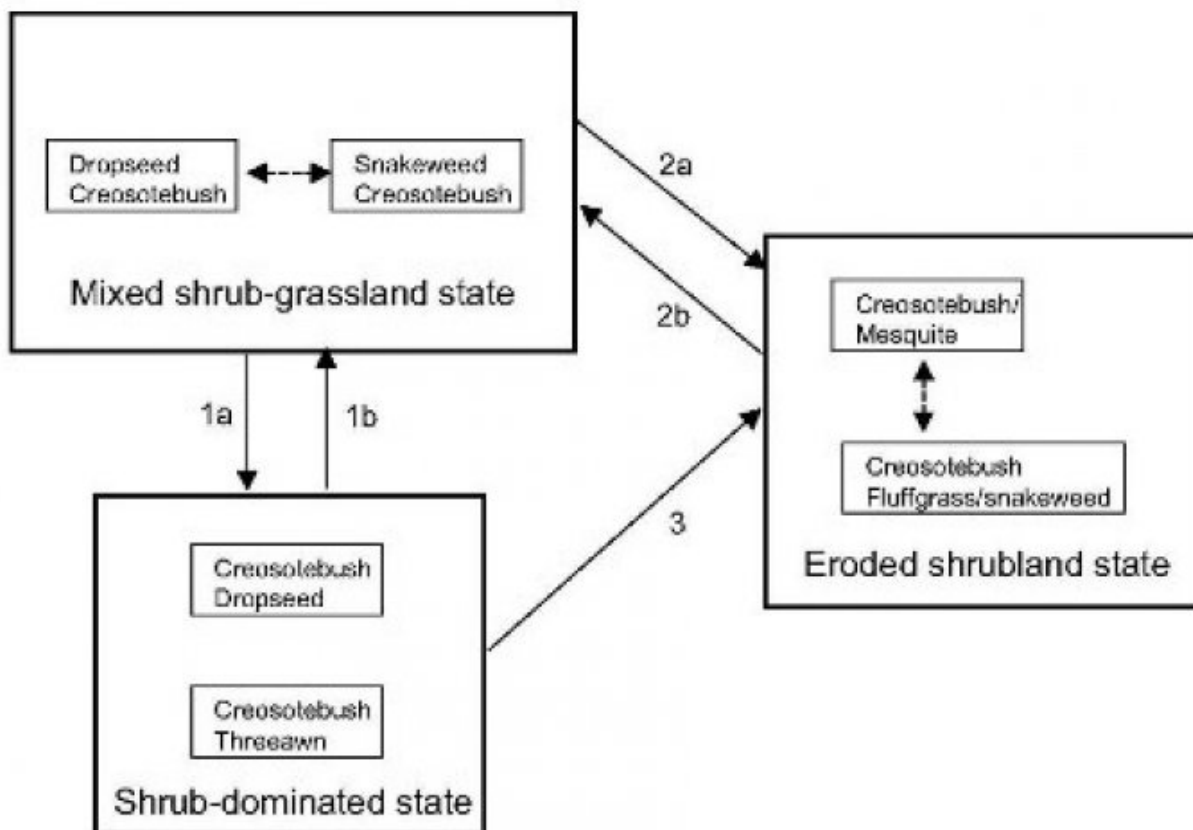 Dropseed
Creosotebush
Snakeweed
Creosotebush
Mixed shrub-grassland state
2a
2b
1a
1b
3
Creosotebush/
Mesquite
Creosotebush
Fluffgrass/snakeweed
Eroded shrubland state
Creosotebush
Dropseed
Creosotebush
Threeawn
Shrub-dominated state